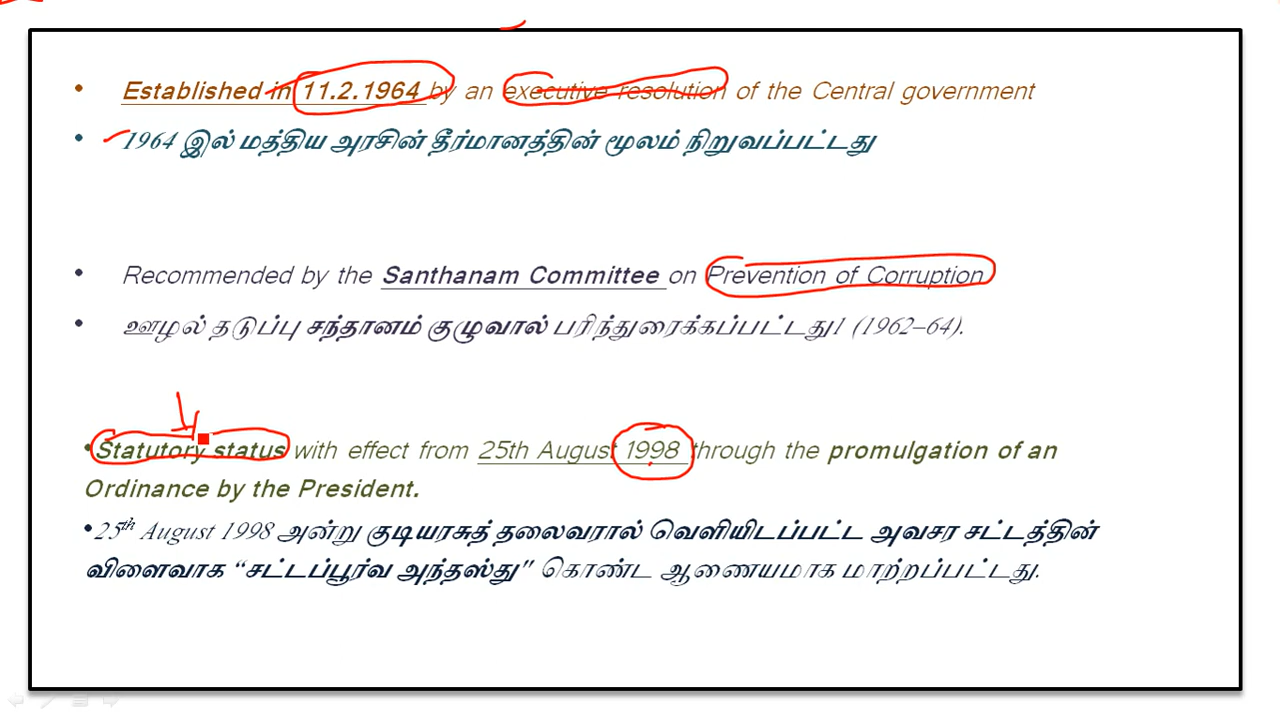 • Established in 11.2.1964 by an executive resolution of the Central government
• 1964 இல் மத்திய அரசின் தீர்மானத்தின் மூலம் நிறுவப்பட்டது
• Recommended by the Santhanam Committee on Prevention of Corruption
• ஊழல் தடுப்பு சந்தானம் குழுவால் பரிந்துரைக்கப்பட்டது1 (1962–64).
•Statutory status with effect from 25th August 1998 through the promulgation of an
Ordinance by the President.
•25th August 1998 அன்று குடியரசுத் தலைவரால் வெளியிடப்பட்ட அவசர சட்டத்தின்
விளைவாக “சட்டப்பூர்வ அந்தஸ்து" கொண்ட ஆணையமாக மாற்றப்பட்டது.